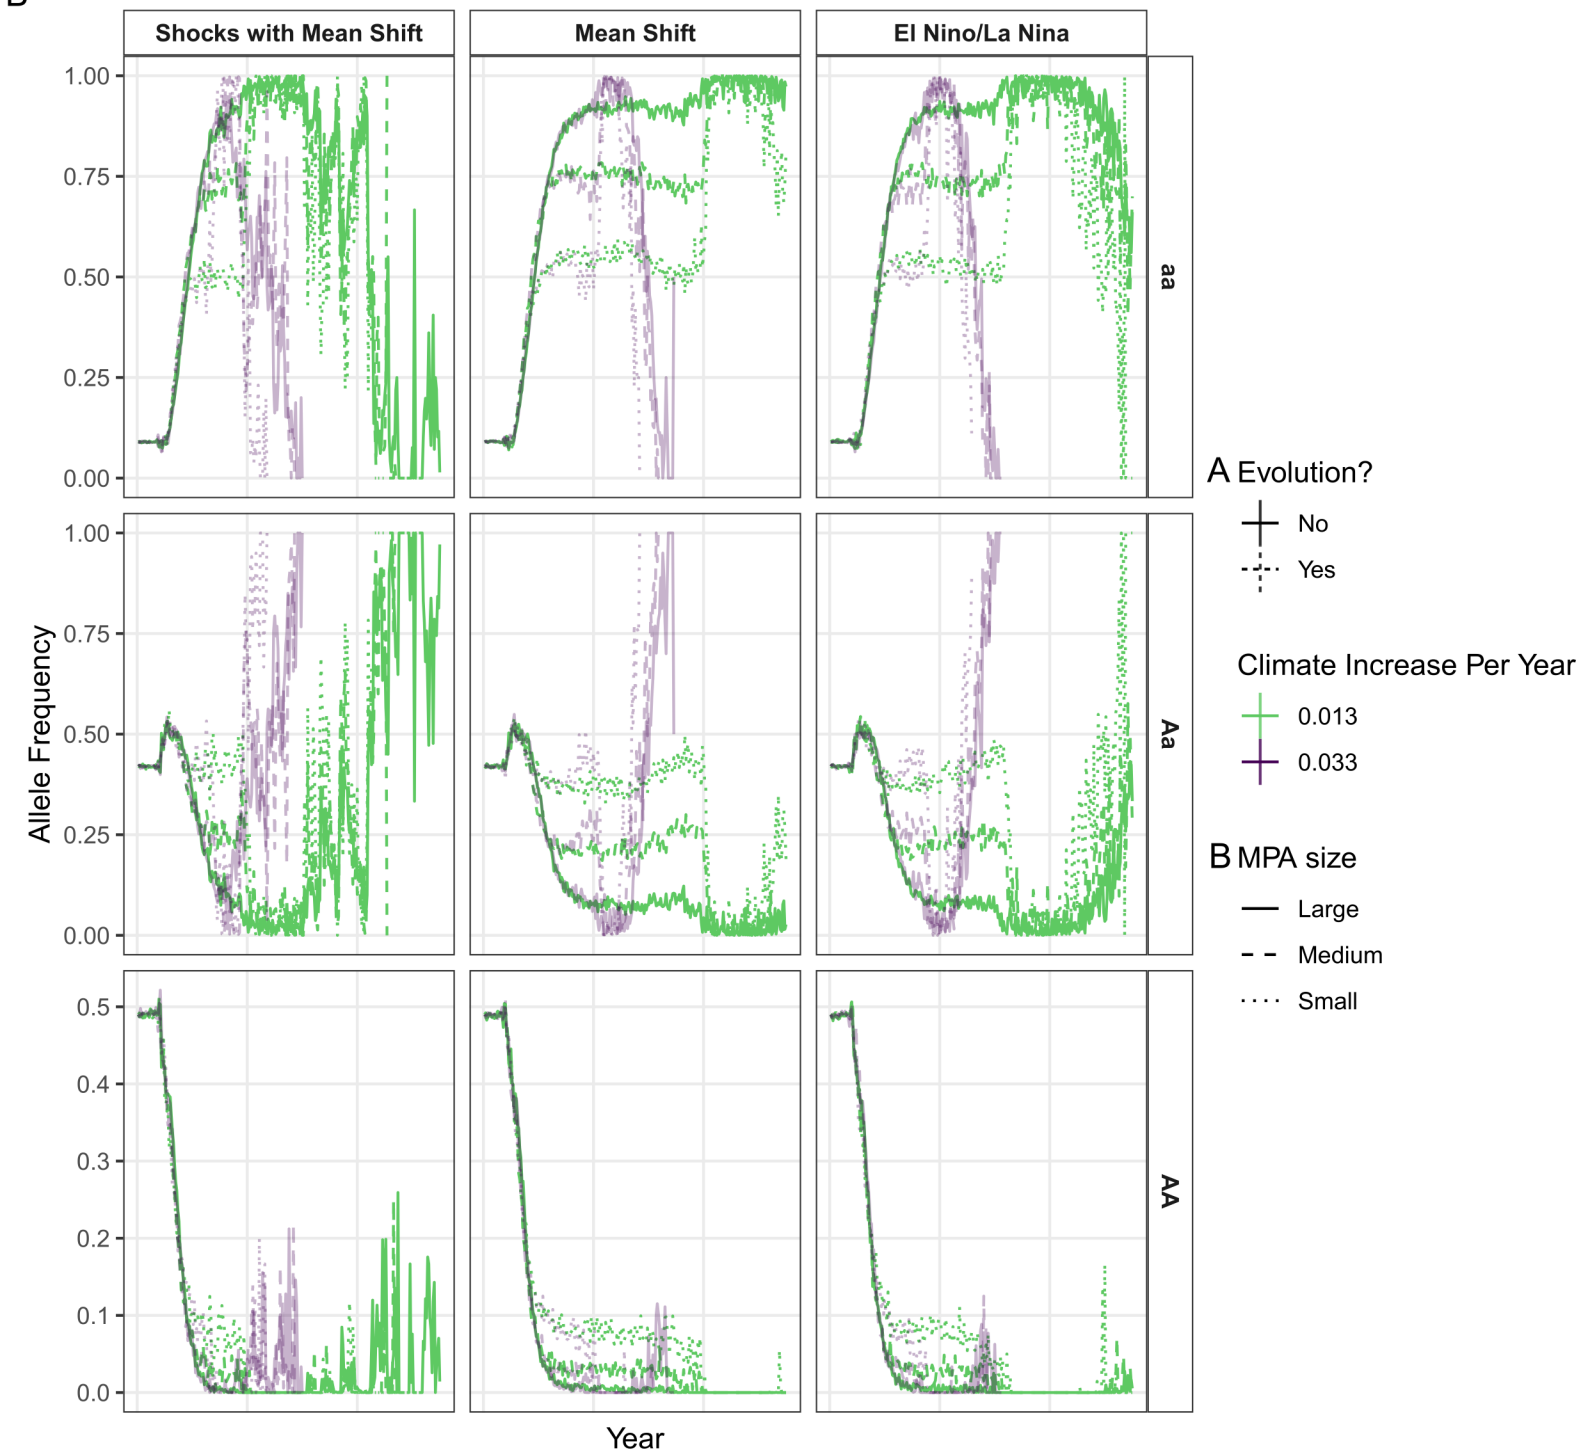 Shocks with Mean Shift Mean Shift El Nino/La Nina
1.00
0.75
0.50
0.25
0.00
aa
1.00
0.75
0.50
0.25
0.00
Aa
0.5
0.4
0.3
0.2
0.1
0.0
AA
Allele Frequency
Year
A Evolution?
No
Yes
Climate Increase Per Year
0.013
0.033
B MPA size
Large
Medium
Small